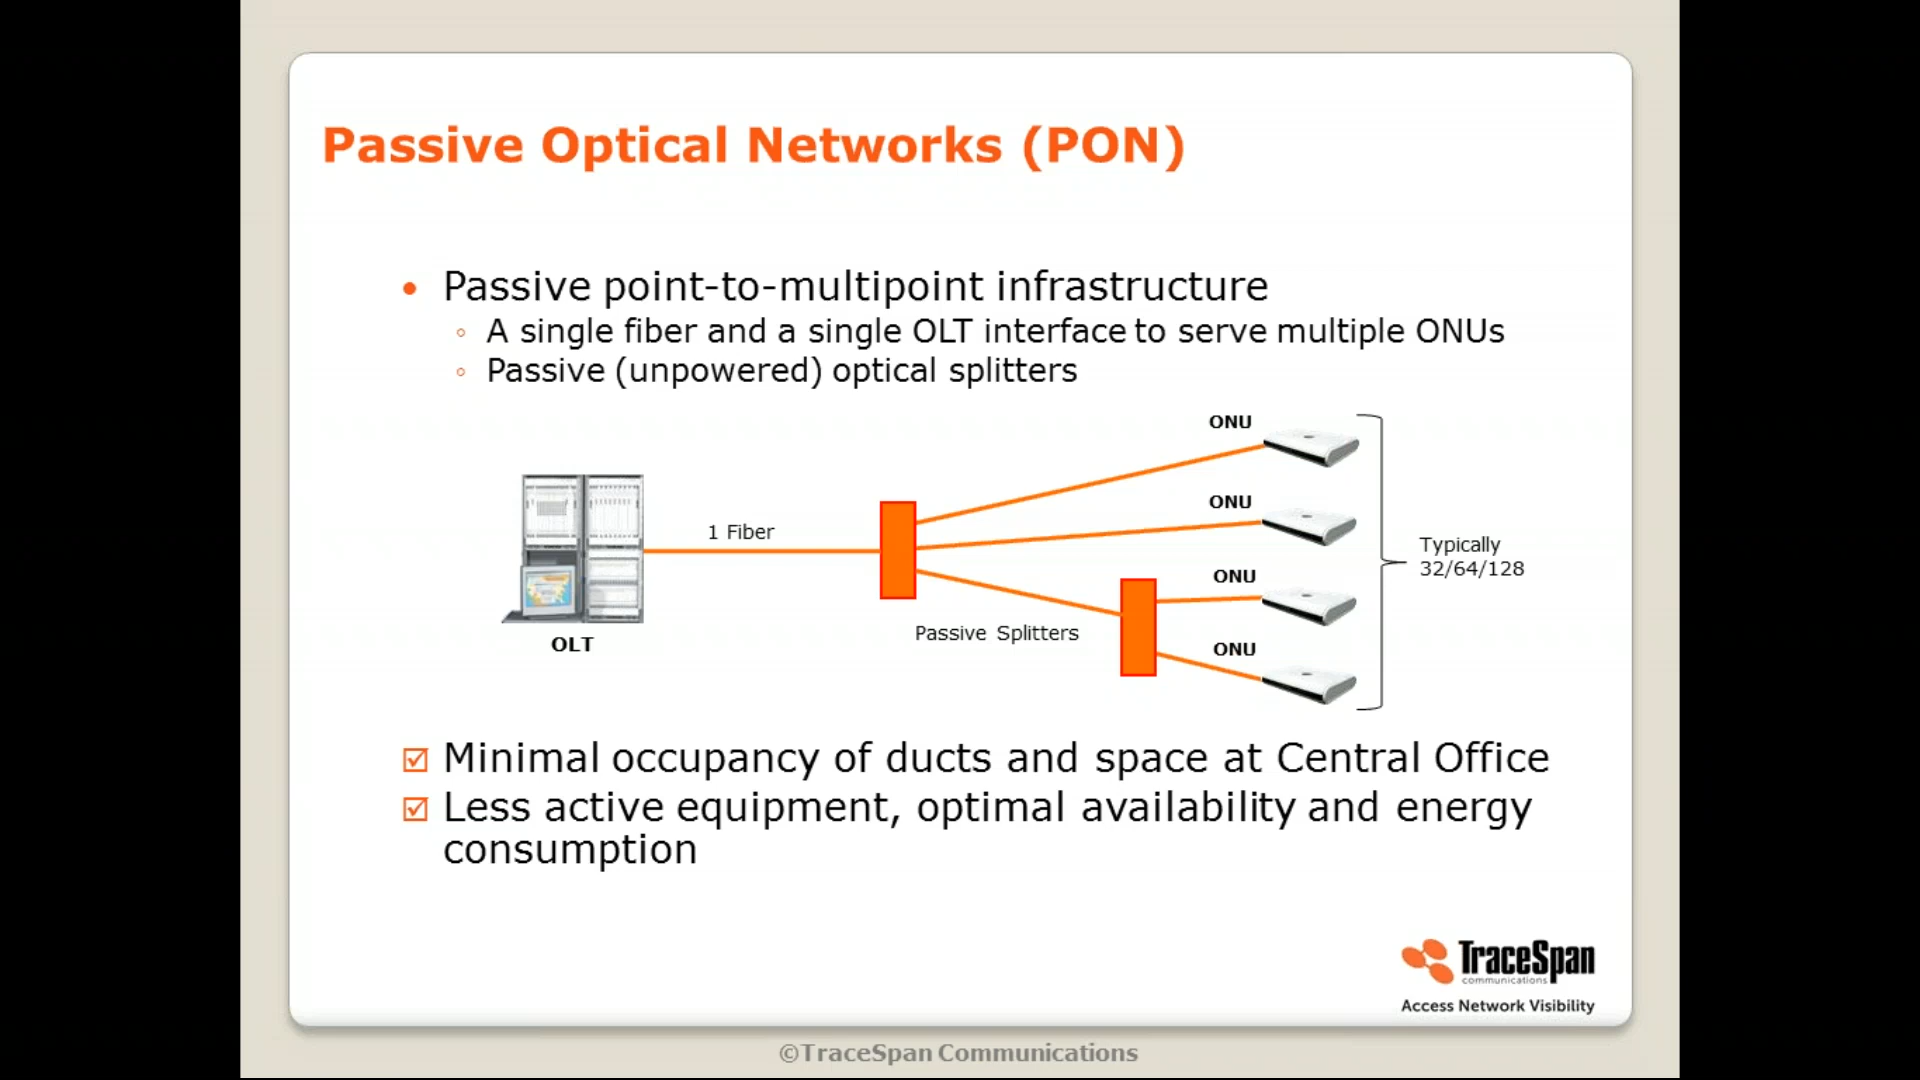 Passive Optical Networks (PON)
Passive point-to-multipoint infrastructure
A single fiber and a single OLT interface to serve multiple ONUs
Passive (unpowered) optical splitters
ONU
ONU
1 Fiber
Typically
32/64/128
ONU
Passive Splitters
OLT
ONU
Minimal occupancy of ducts and space at Central Office
Less active equipment, optimal availability and energy
consumption
TraceSpan
communications
Access Network Visibility
©TraceSpan Communications